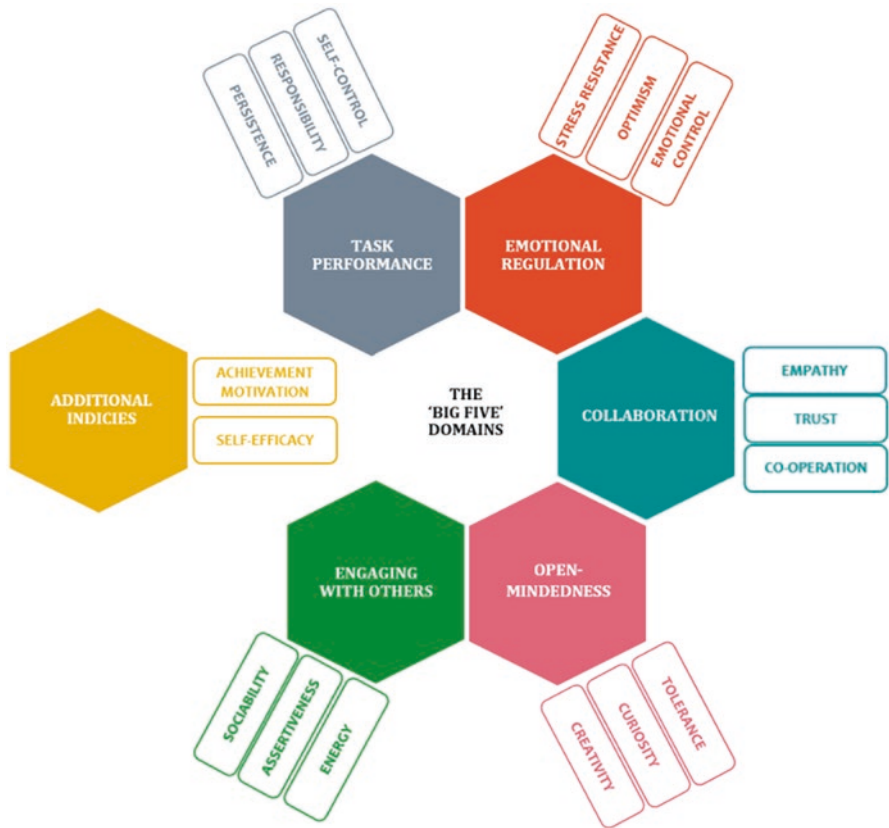 PERSISTENCE
RESPONSIBILITY
SELF-CONTROL
STRESS RESISTANCE
OPTIMISM
EMOTIONAL
CONTROL
TASK
PERFORMANCE
EMOTIONAL
REGULATION
ADDITIONAL
INDICIES
ACHIEVEMENT
MOTIVATION
SELF-EFFICACY
THE
‘BIG FIVE’
DOMAINS
COLLABORATION
EMPATHY
TRUST
CO-OPERATION
ENGAGING
WITH OTHERS
OPEN-
MINDEDNESS
SOCIABILITY
ASSERTIVENESS
ENERGY
CREATIVITY
CURIOSITY
TOLERANCE